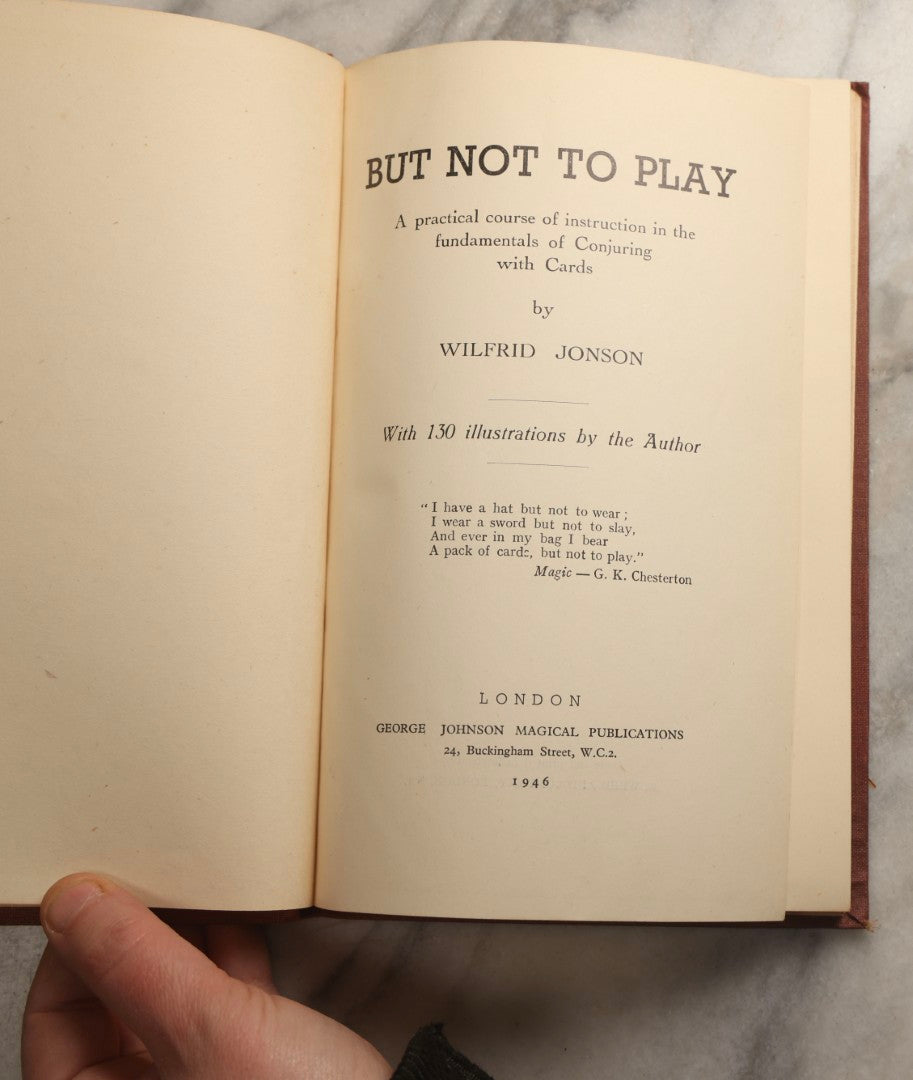 BUT NOT TO PLAY
A practical course of instruction in the
fundamentals of Conjuring
with Cards
by
WILFRID JONSON
With 130 illustrations by the Author
“ I have a hat but not to wear ;
I wear a sword but not to slay,
And ever in my bag I bear
A pack of cards, but not to play.”
Magic — G. K. Chesterton
LONDON
GEORGE JOHNSON MAGICAL PUBLICATIONS
24, Buckingham Street, W.C.2.
1946